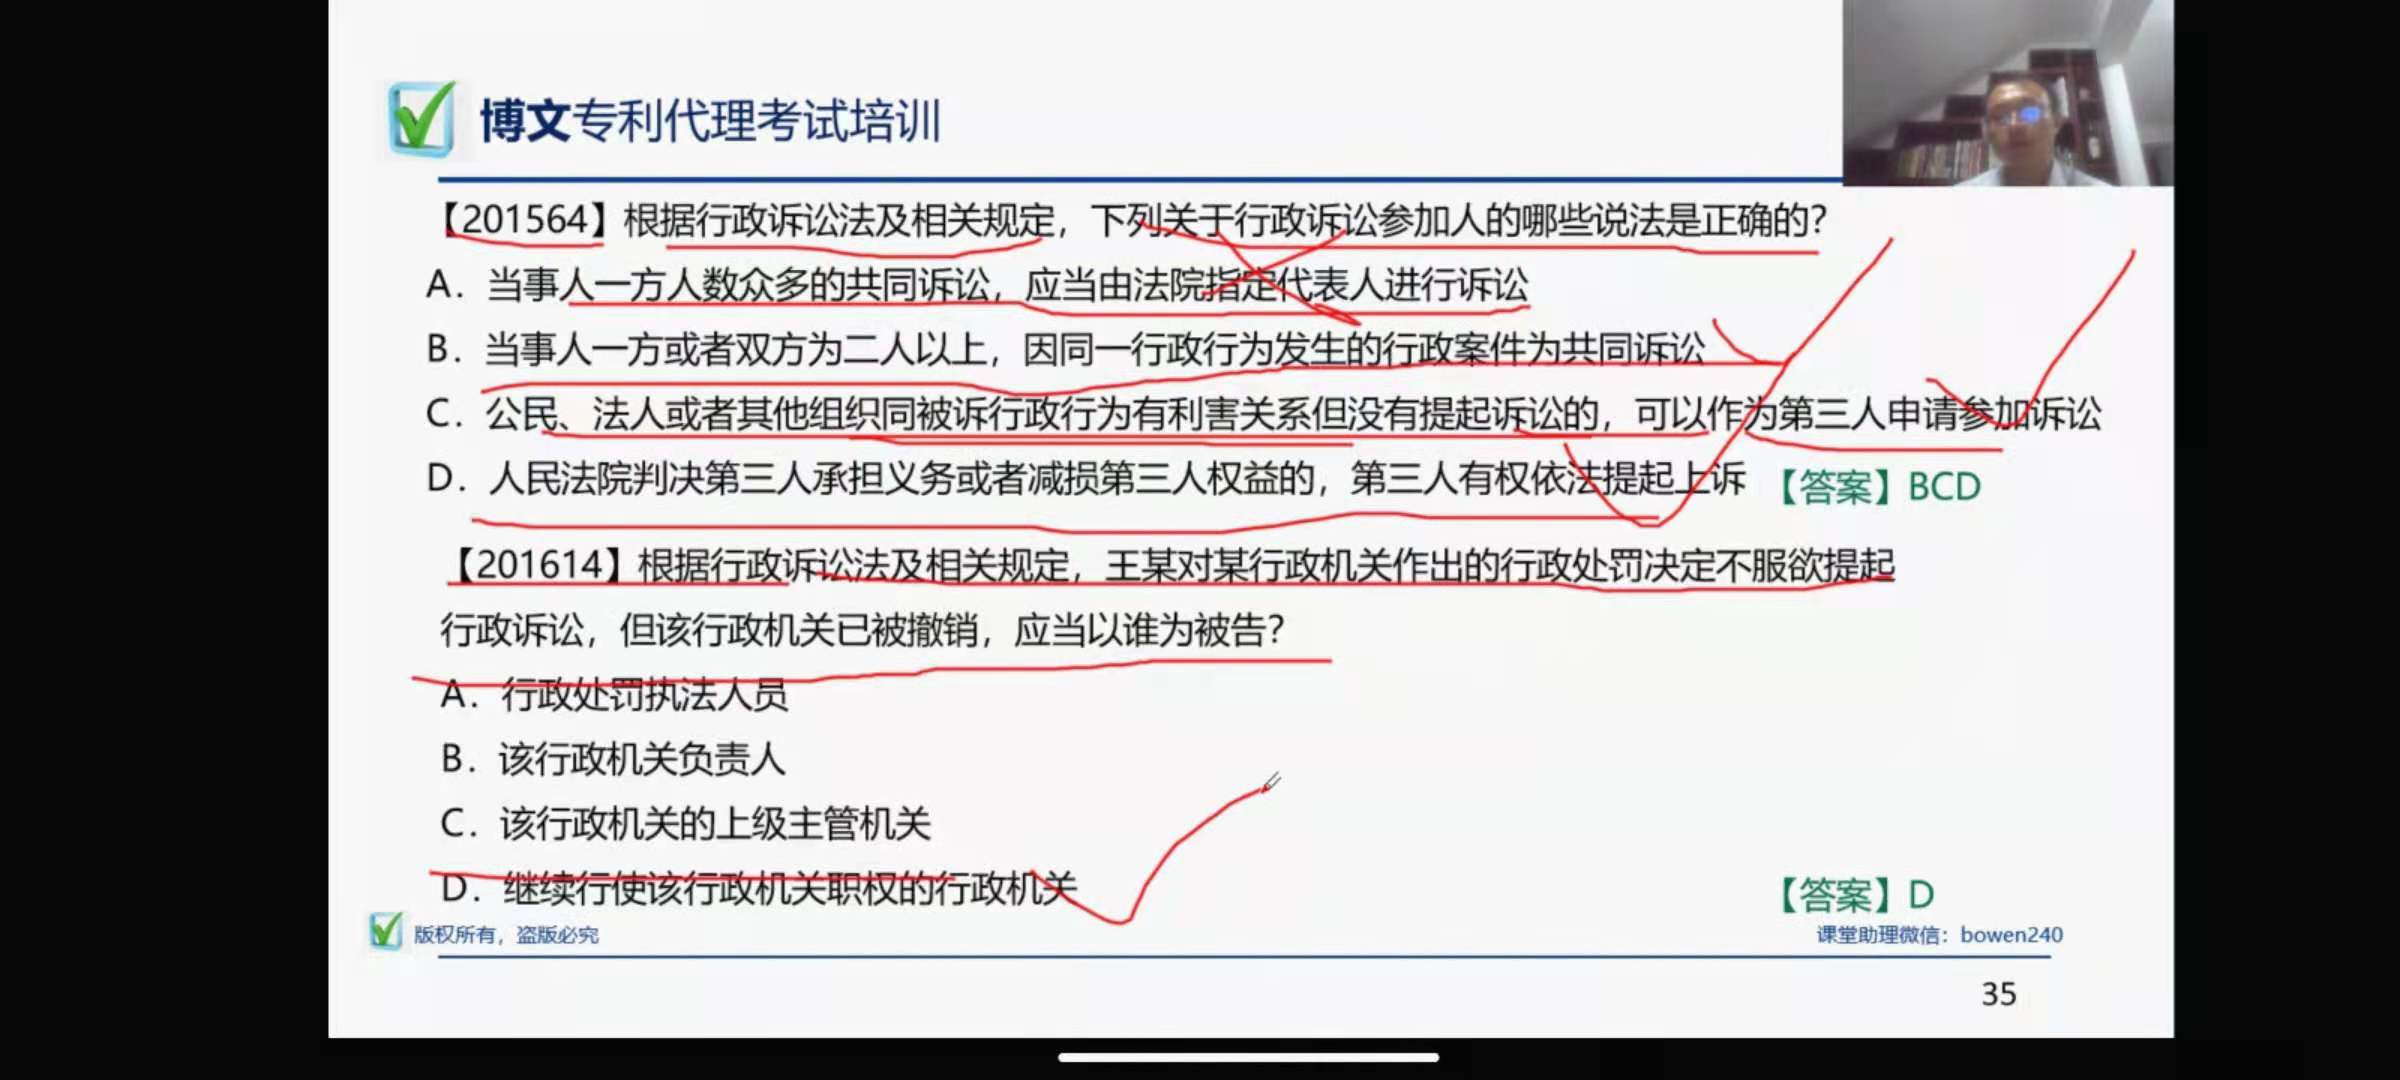 博文专利代理考试培训
【201564】根据行政诉讼法及相关规定，下列关于行政诉讼参加人的哪些说法是正确的？
A．当事人一方人数众多的共同诉讼，应当由法院指定代表人进行诉讼
B．当事人一方或者双方为二人以上，因同一行政行为发生的行政案件为共同诉讼
C．公民、法人或者其他组织同被诉行政行为有利害关系但没有提起诉讼的，可以作为第三人申请参加诉讼
D．人民法院判决第三人承担义务或者减损第三人权益的，第三人有权依法提起上诉 【答案】BCD
【201614】根据行政诉讼法及相关规定，王某对某行政机关作出的行政处罚决定不服欲提起
行政诉讼，但该行政机关已被撤销，应当以谁为被告？
A．行政处罚执法人员
B．该行政机关负责人
C．该行政机关的上级主管机关
D．继续行使该行政机关职权的行政机关 【答案】D
版权所有，盗版必究 课堂助理微信：bowen240
35